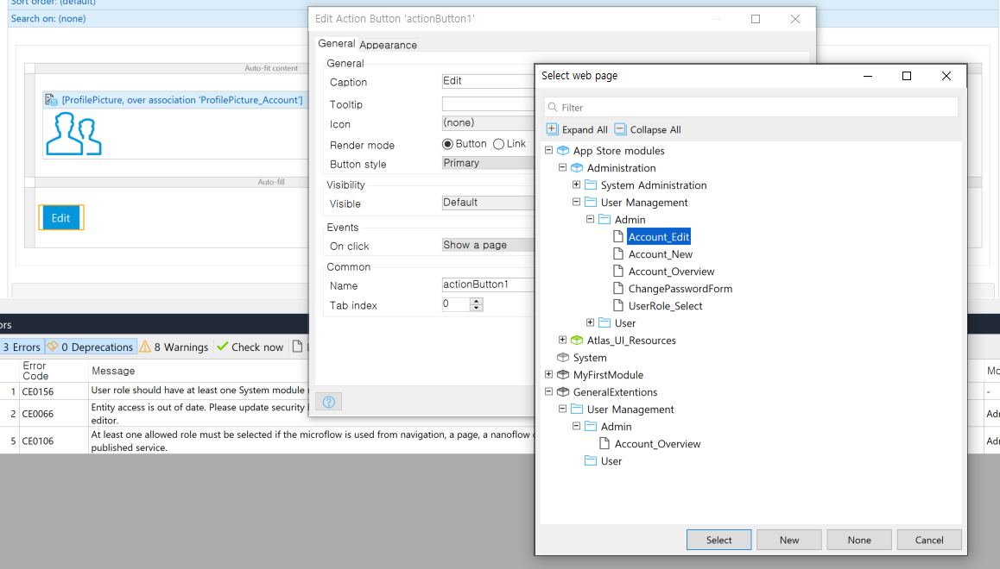 Sort order: (default)
Search on: (none)
Auto-fit content
[ProfilePicture, over association 'ProfilePicture_Account']
Auto-fill
Edit
Edit Action Button 'actionButton1'
General
Appearance
General
Caption
Edit
Tooltip
Icon
(none)
Render mode
Button
Link
Button style
Primary
Visibility
Visible
Default
Events
On click
Show a page
Common
Name
actionButton1
Tab index
0
Select web page
Filter
Expand All
Collapse All
App Store modules
Administration
System Administration
User Management
Admin
Account_Edit
Account_New
Account_Overview
ChangePasswordForm
UserRole_Select
User
Atlas_UI_Resources
System
MyFirstModule
GeneralExtentions
User Management
Admin
Account_Overview
User
Select
New
None
Cancel
3 Errors
0 Deprecations
8 Warnings
Check now
Error
Code
Message
1 CE0156 User role should have at least one System module
2 CE0066 Entity access is out of date. Please update security
editor.
5 CE0106 At least one allowed role must be selected if the microflow is used from navigation, a page, a nanoflow
published service.